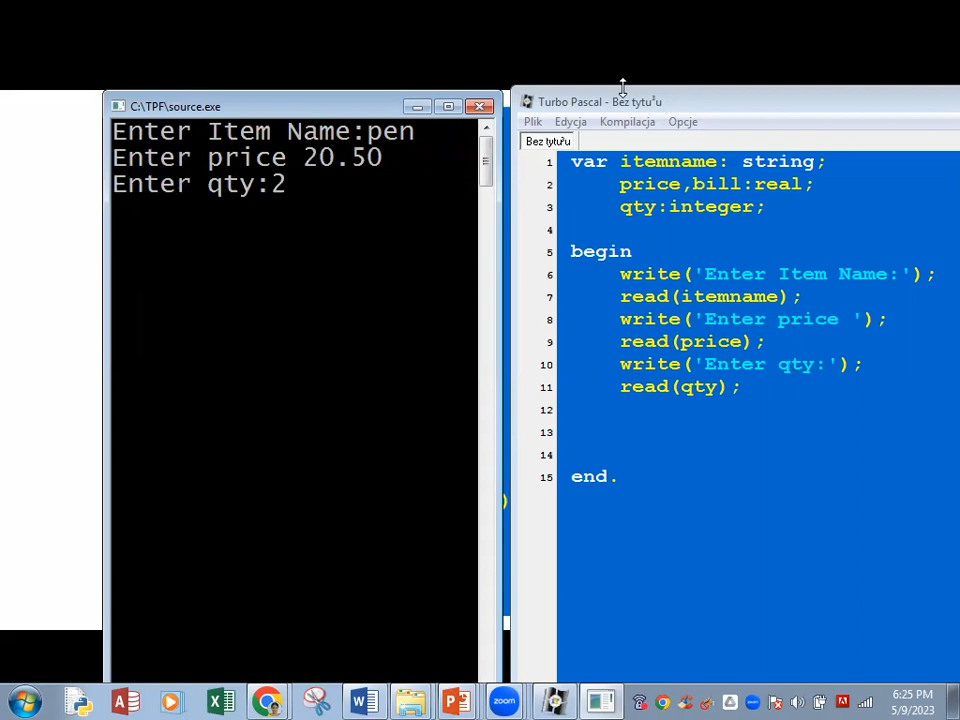 C:\TPF\source.exe
Enter Item Name:pen
Enter price 20.50
Enter qty:2
Turbo Pascal - Bez tytu³u
Plik Edycja Kompilacja Opcje
Bez tytu³u
1 var itemname: string;
2 price,bill:real;
3 qty:integer;
4
5 begin
6 write('Enter Item Name:');
7 read(itemname);
8 write('Enter price ');
9 read(price);
10 write('Enter qty:');
11 read(qty);
12
13
14
15 end.
)
zoom
6:25 PM
5/9/2023